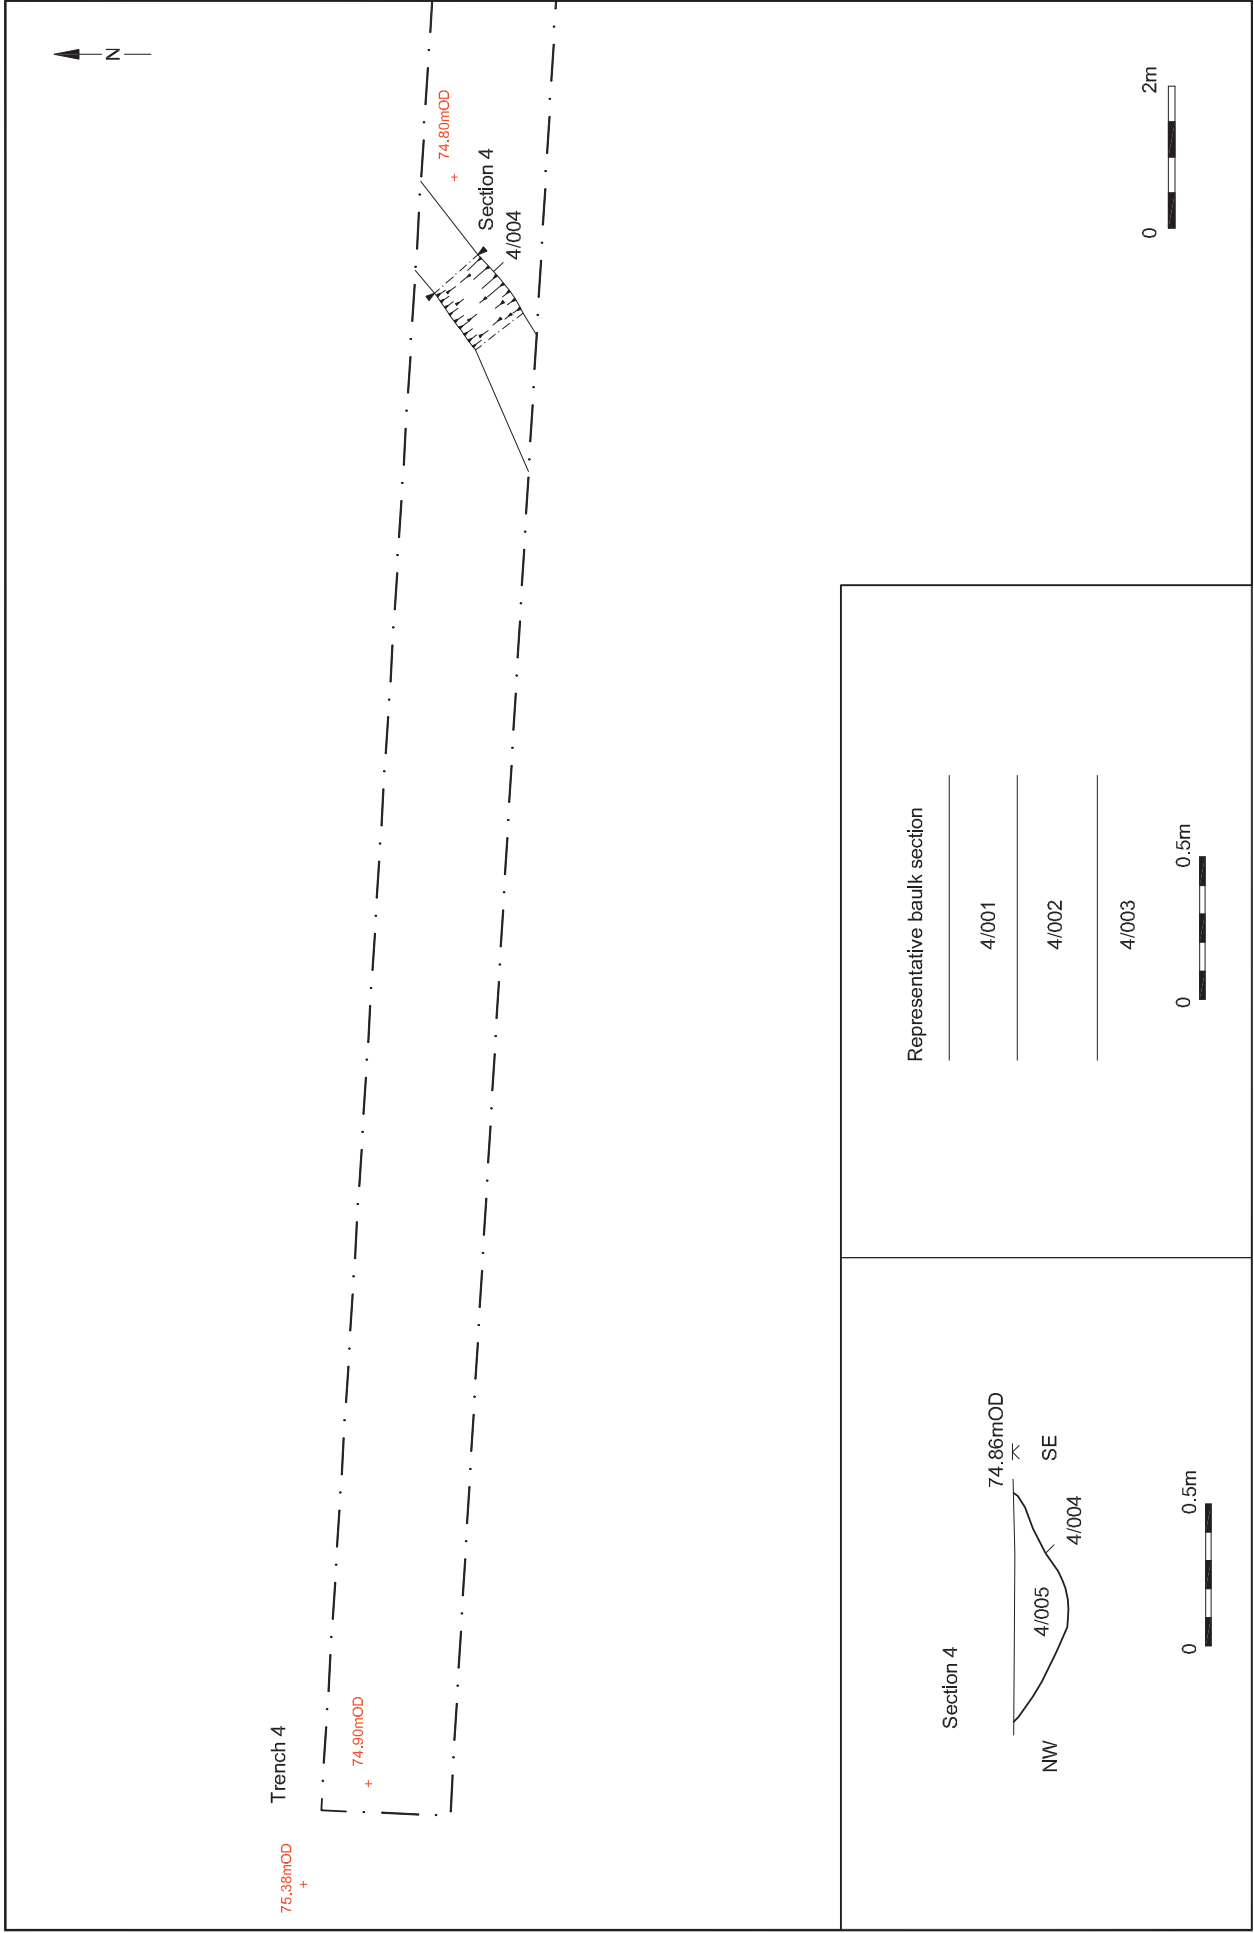 N
75.38mOD
Trench 4
74.90mOD
74.80mOD
Section 4
4/004
0 2m
Section 4
74.86mOD
NW
SE
4/005
4/004
0 0.5m
Representative baulk section
4/001
4/002
4/003
0 0.5m